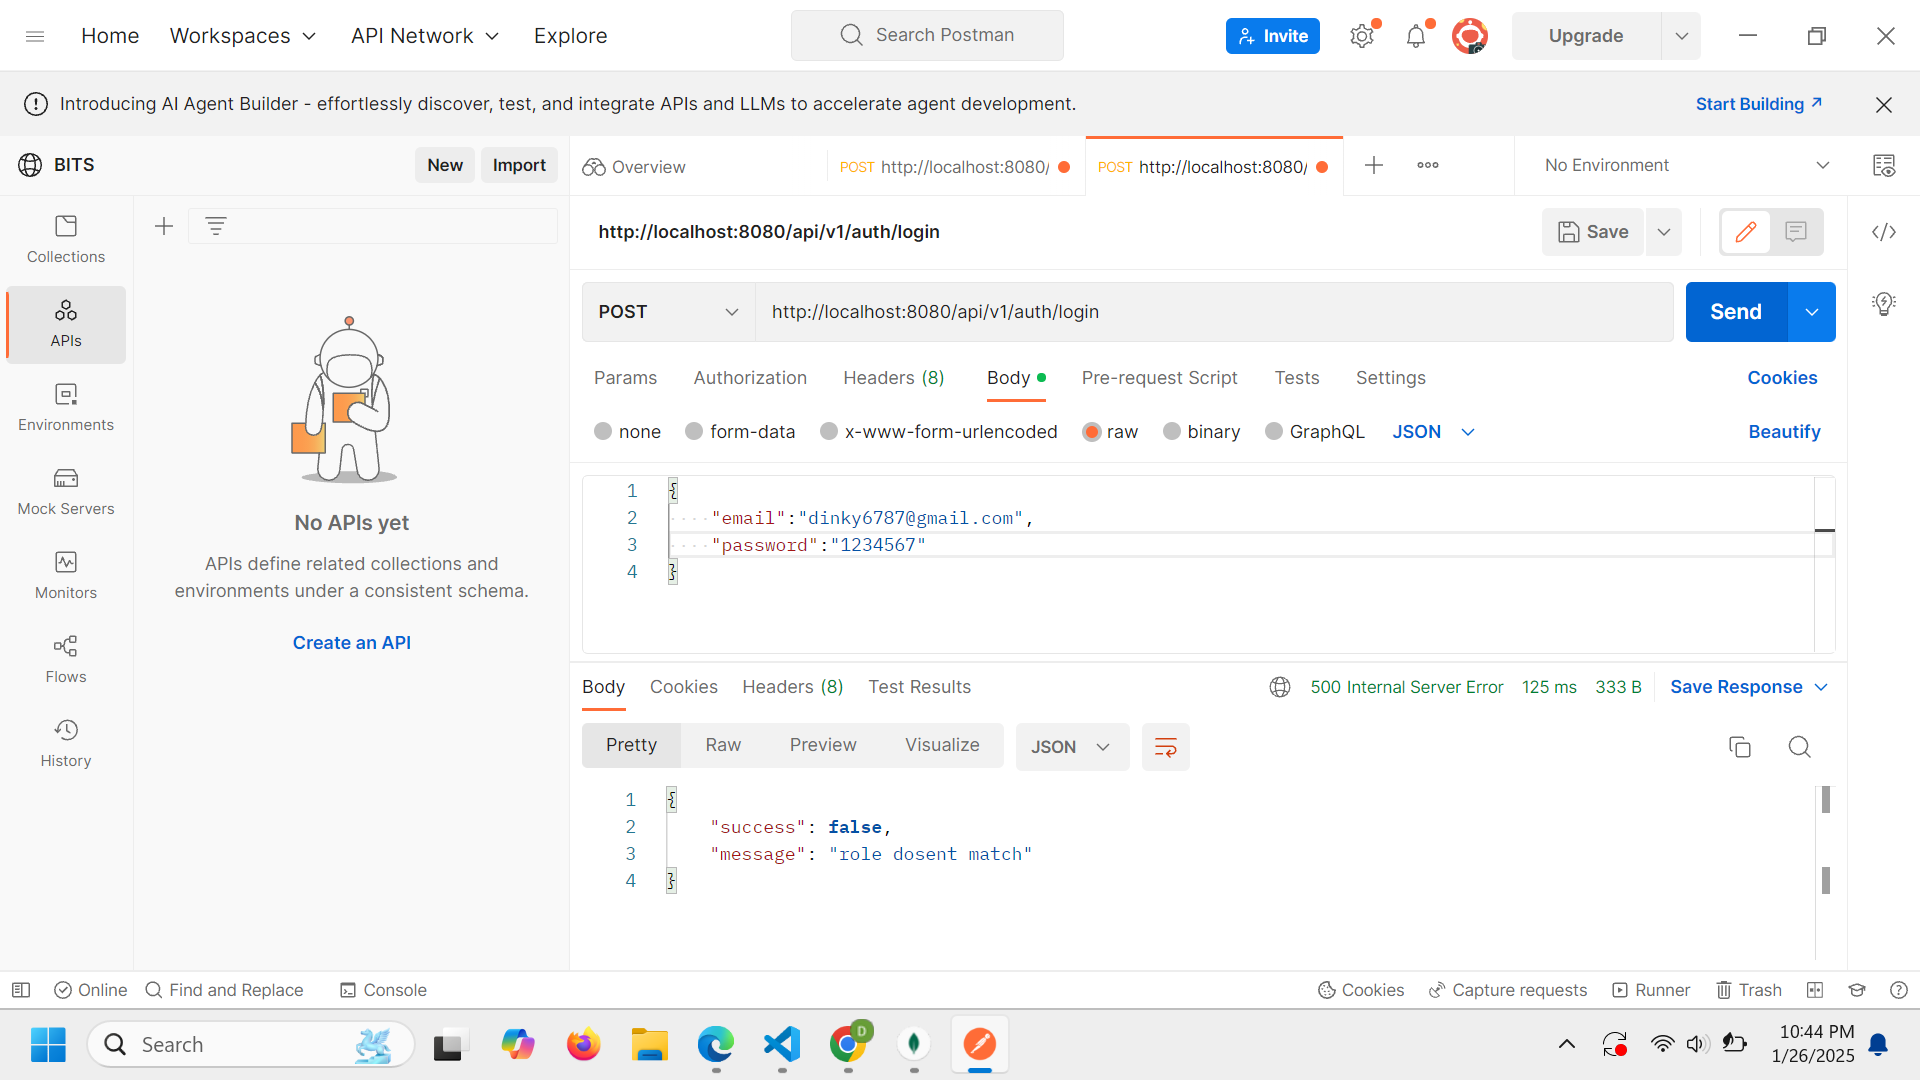 Home Workspaces API Network Explore Search Postman Invite Upgrade
Introducing AI Agent Builder - effortlessly discover, test, and integrate APIs and LLMs to accelerate agent development. Start Building
BITS New Import Overview POST http://localhost:8080/ POST http://localhost:8080/ No Environment
Collections
APIs
Environments
Mock Servers
Monitors
Flows
History
No APIs yet
APIs define related collections and
environments under a consistent schema.
Create an API
http://localhost:8080/api/v1/auth/login Save
POST http://localhost:8080/api/v1/auth/login Send
Params Authorization Headers (8) Body Pre-request Script Tests Settings Cookies
none form-data x-www-form-urlencoded raw binary GraphQL JSON Beautify
1 {
2 "email":"dinky6787@gmail.com",
3 "password":"1234567"
4 }
Body Cookies Headers (8) Test Results 500 Internal Server Error 125 ms 333 B Save Response
Pretty Raw Preview Visualize JSON
1 {
2 "success": false,
3 "message": "role dosent match"
4 }
Online Find and Replace Console Cookies Capture requests Runner Trash
Search D 10:44 PM
1/26/2025